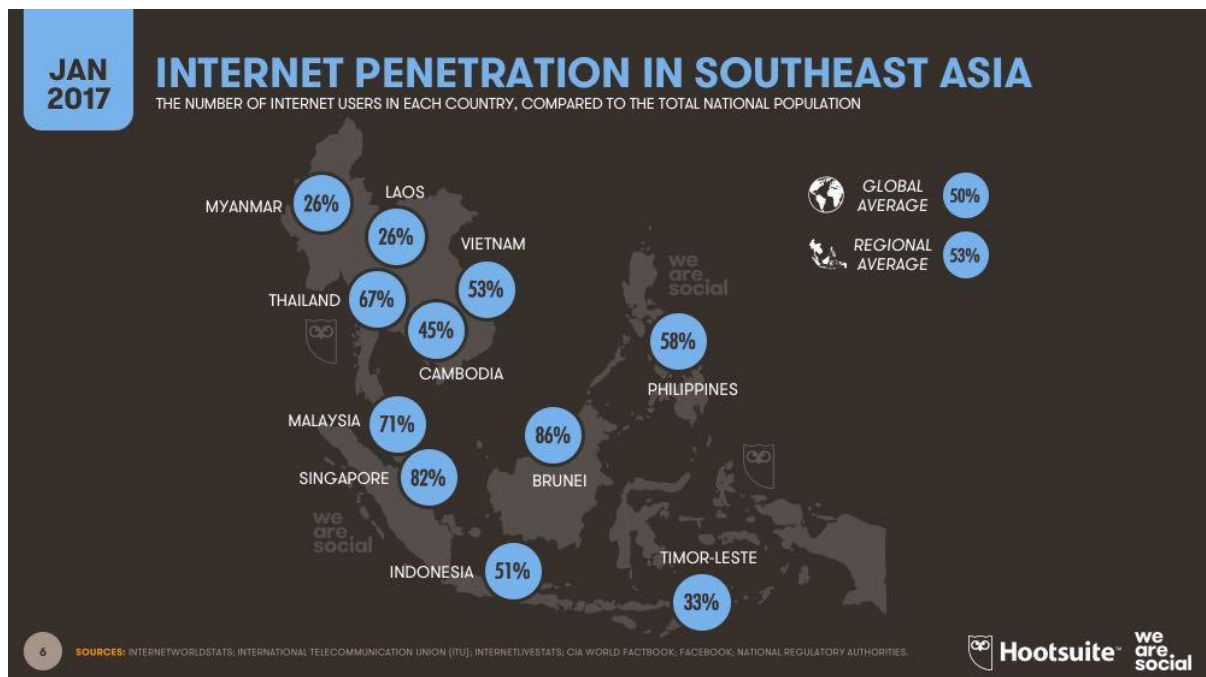 JAN
2017
INTERNET PENETRATION IN SOUTHEAST ASIA
THE NUMBER OF INTERNET USERS IN EACH COUNTRY, COMPARED TO THE TOTAL NATIONAL POPULATION
MYANMAR 26%
LAOS
26%
VIETNAM
53%
THAILAND 67%
45%
CAMBODIA
GLOBAL
AVERAGE
50%
REGIONAL
AVERAGE
53%
we
are
social
58%
PHILIPPINES
MALAYSIA 71%
86%
BRUNEI
SINGAPORE 82%
we
are
social
INDONESIA 51%
TIMOR-LESTE
33%
6
SOURCES: INTERNETWORLDSTATS; INTERNATIONAL TELECOMMUNICATION UNION (ITU); INTERNETLIVESTATS; CIA WORLD FACTBOOK; FACEBOOK; NATIONAL REGULATORY AUTHORITIES.
Hootsuite™
we
are
social